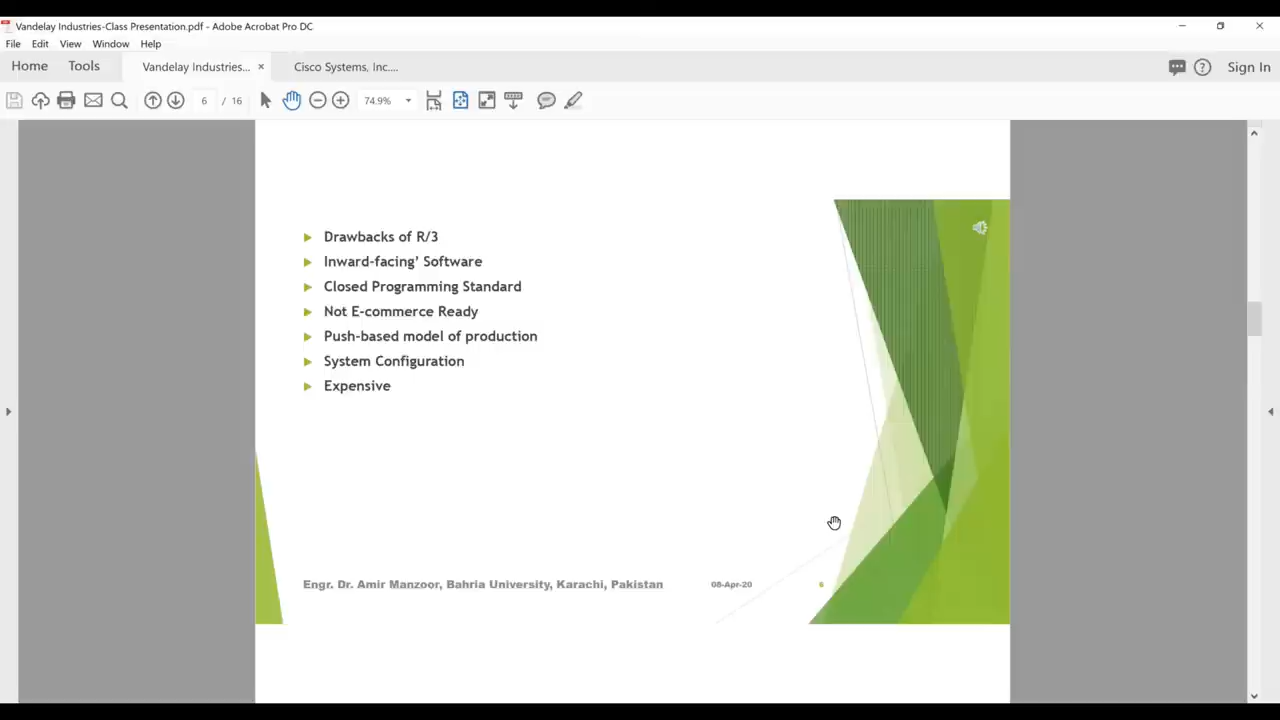 Vandelay Industries-Class Presentation.pdf - Adobe Acrobat Pro DC
File Edit View Window Help
Home Tools Vandelay Industries... × Cisco Systems, Inc.... Sign In
6 / 16 74.9%
Drawbacks of R/3
Inward-facing’ Software
Closed Programming Standard
Not E-commerce Ready
Push-based model of production
System Configuration
Expensive
Engr. Dr. Amir Manzoor, Bahria University, Karachi, Pakistan 08-Apr-20 6